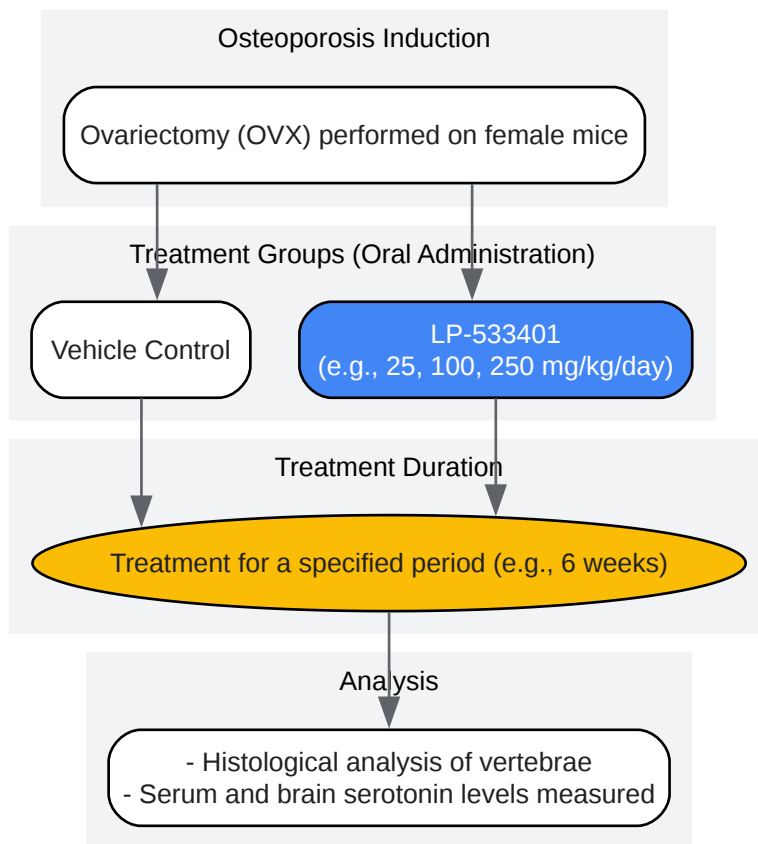 Osteoporosis Induction
Ovariectomy (OVX) performed on female mice
Treatment Groups (Oral Administration)
Vehicle Control
LP-533401
(e.g., 25, 100, 250 mg/kg/day)
Treatment Duration
Treatment for a specified period (e.g., 6 weeks)
Analysis
- Histological analysis of vertebrae
- Serum and brain serotonin levels measured